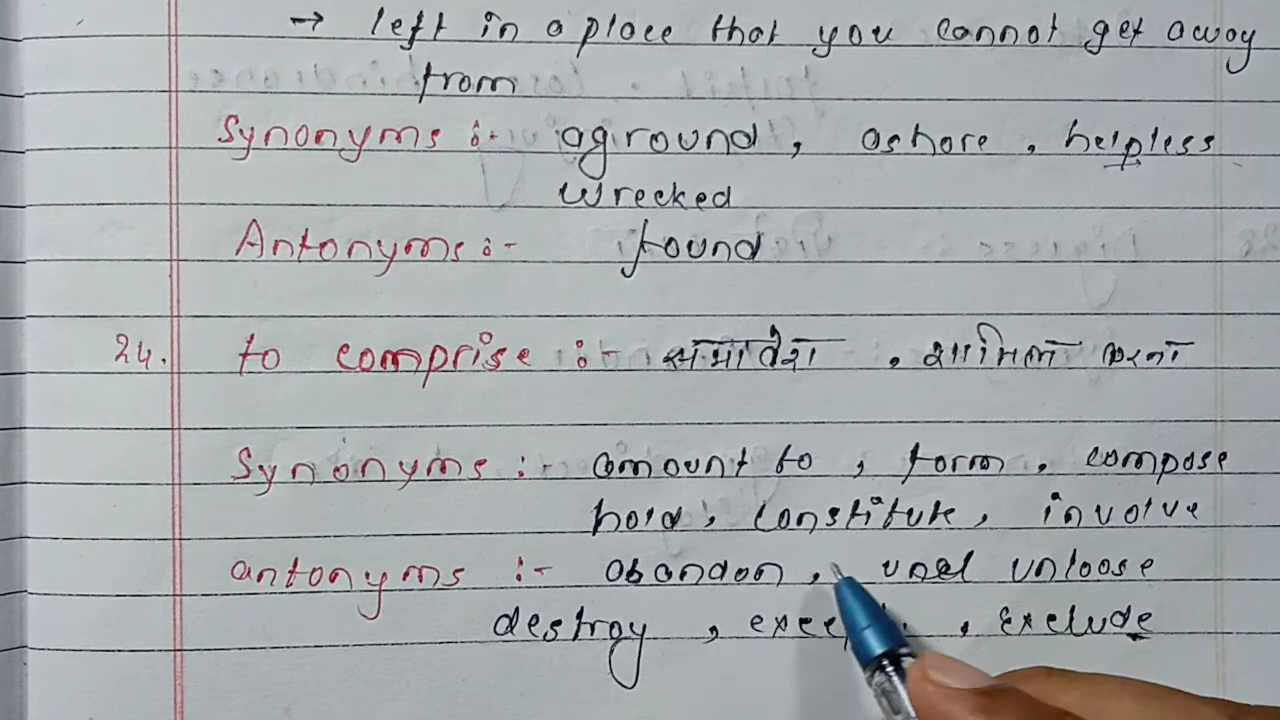 → left in a place that you cannot get away
from
Synonyms :- aground, ashore, helpless
wrecked
Antonyms :- found
24. to comprise :- समावेश, शामिल करना
Synonyms :- amount to, form, compose
hold, constitute, involve
antonyms :- abandon, unloose
destroy, exclude